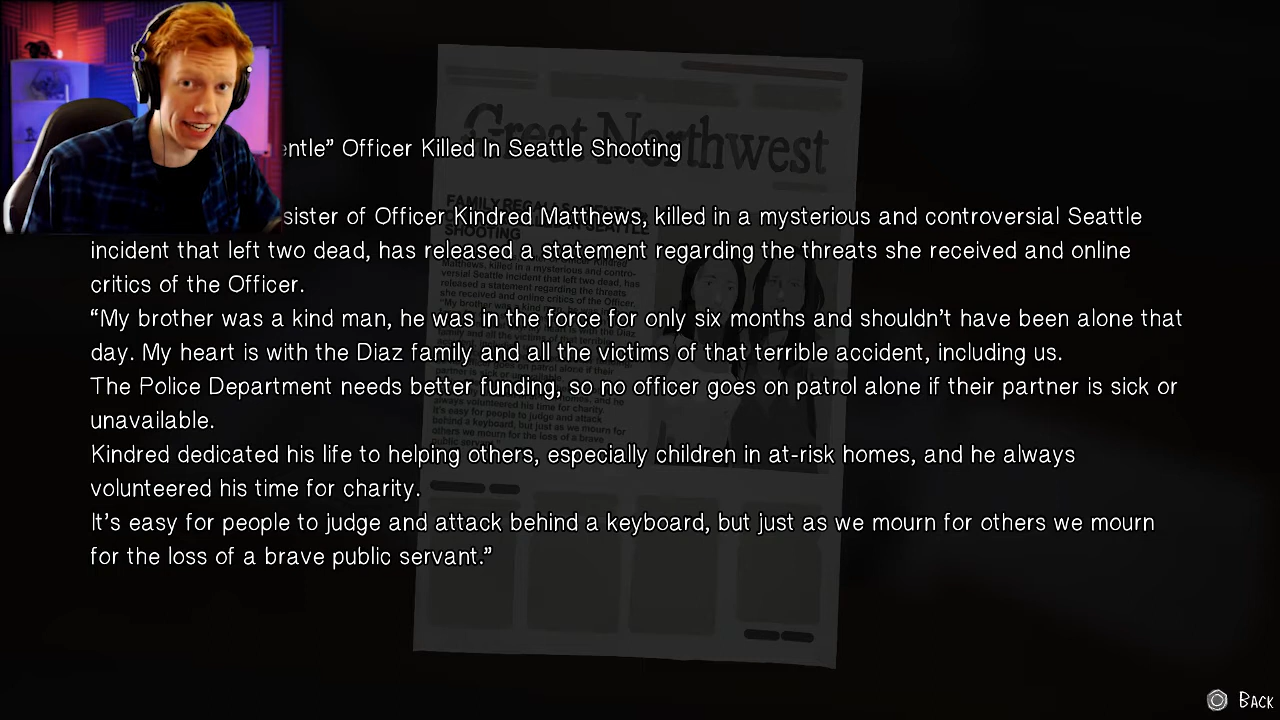 Great Northwest
entle” Officer Killed In Seattle Shooting
sister of Officer Kindred Matthews, killed in a mysterious and controversial Seattle
incident that left two dead, has released a statement regarding the threats she received and online
critics of the Officer.
“My brother was a kind man, he was in the force for only six months and shouldn’t have been alone that
day. My heart is with the Diaz family and all the victims of that terrible accident, including us.
The Police Department needs better funding, so no officer goes on patrol alone if their partner is sick or
unavailable.
Kindred dedicated his life to helping others, especially children in at-risk homes, and he always
volunteered his time for charity.
It’s easy for people to judge and attack behind a keyboard, but just as we mourn for others we mourn
for the loss of a brave public servant.”
BACK